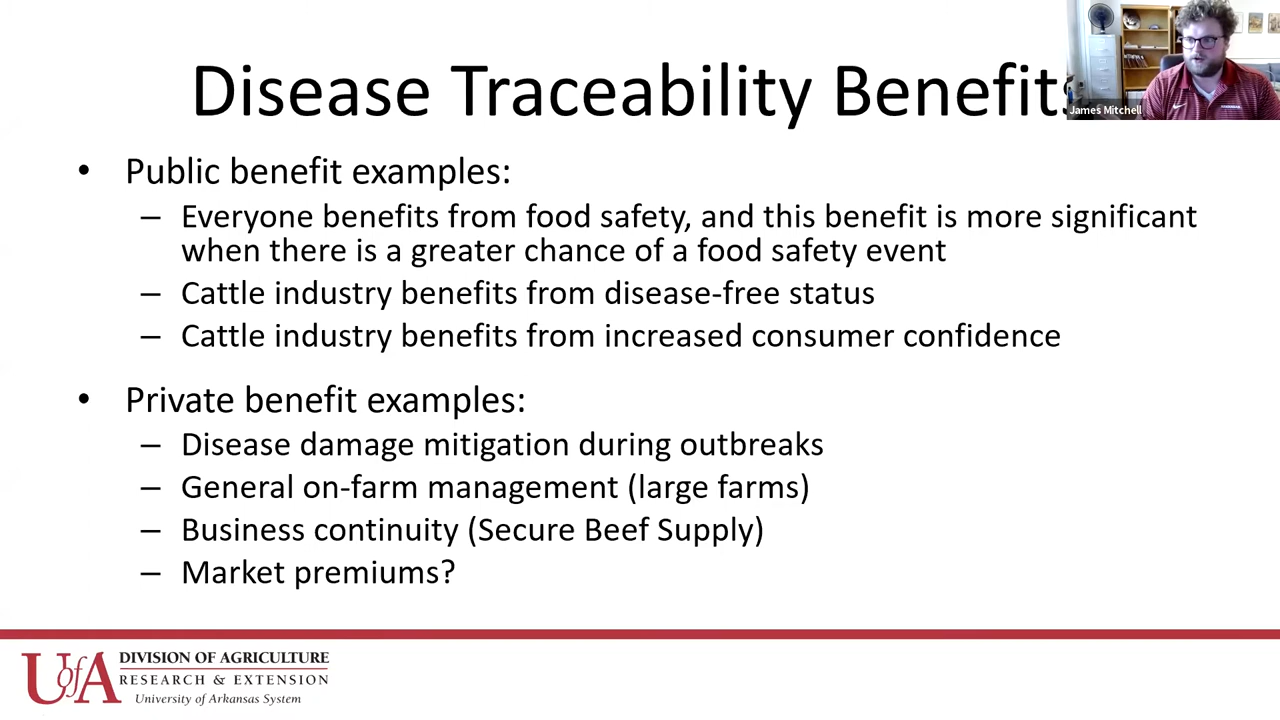 Disease Traceability Benefits
James Mitchell
• Public benefit examples:
– Everyone benefits from food safety, and this benefit is more significant
when there is a greater chance of a food safety event
– Cattle industry benefits from disease-free status
– Cattle industry benefits from increased consumer confidence
• Private benefit examples:
– Disease damage mitigation during outbreaks
– General on-farm management (large farms)
– Business continuity (Secure Beef Supply)
– Market premiums?
UofA
DIVISION OF AGRICULTURE
RESEARCH & EXTENSION
University of Arkansas System